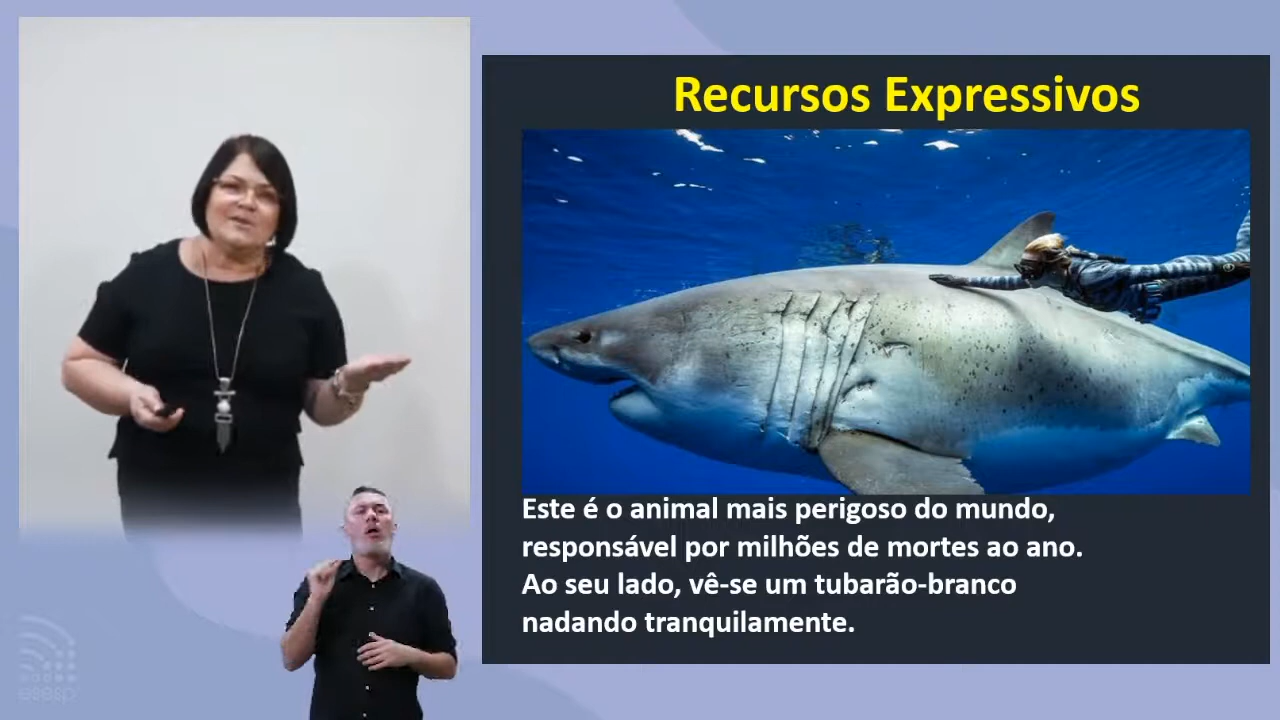 Recursos Expressivos
Este é o animal mais perigoso do mundo,
responsável por milhões de mortes ao ano.
Ao seu lado, vê-se um tubarão-branco
nadando tranquilamente.
esesp